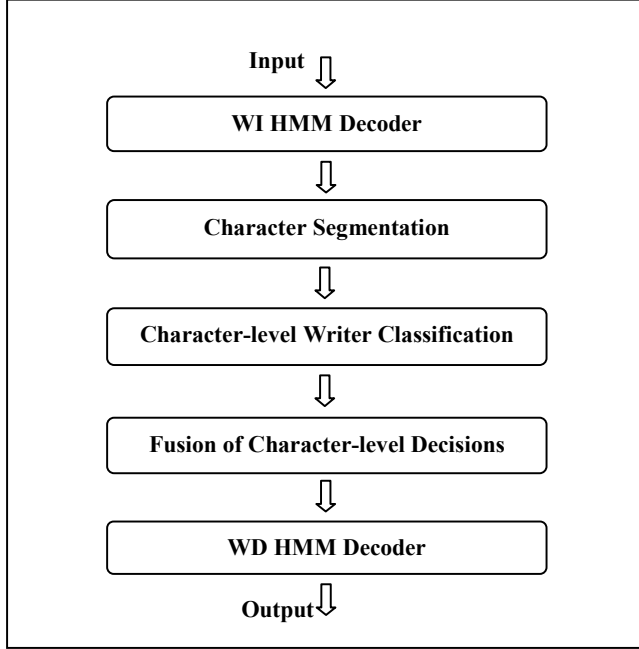 Input
WI HMM Decoder
Character Segmentation
Character-level Writer Classification
Fusion of Character-level Decisions
WD HMM Decoder
Output